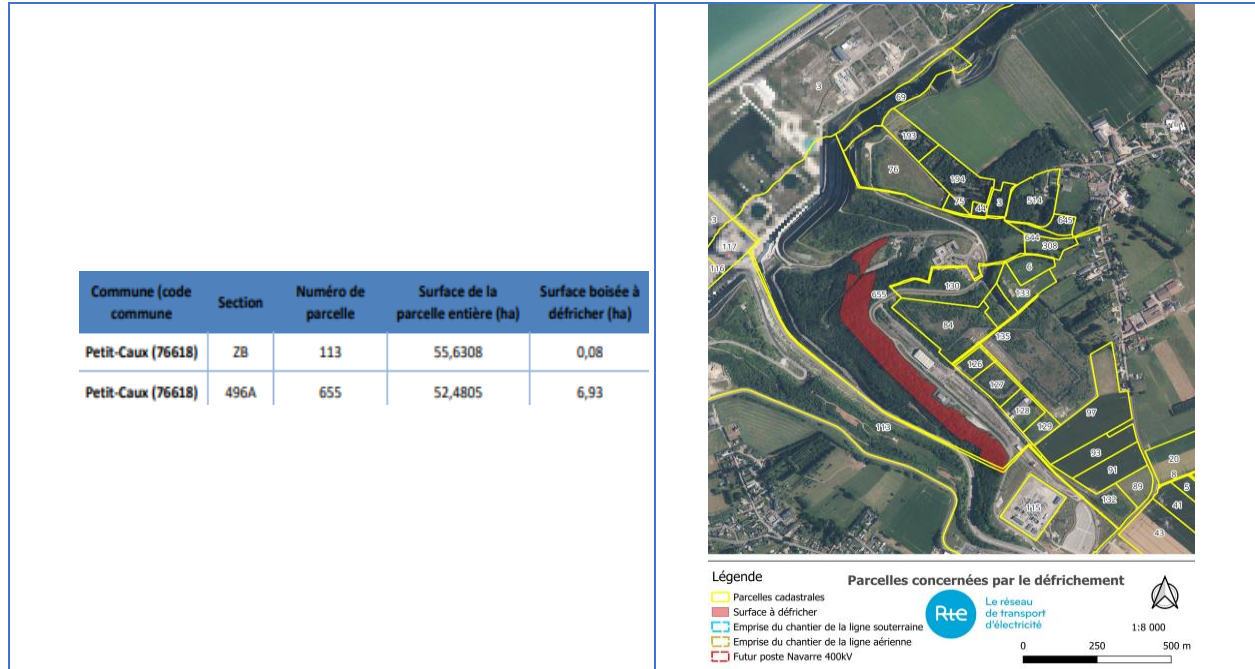 Commune (code commune Section Numéro de parcelle Surface de la parcelle entière (ha) Surface boisée à défricher (ha)
Petit-Caux (76618) ZB 113 55,6308 0,08
Petit-Caux (76618) 496A 655 52,4805 6,93
3
69
193
76
194
75
44
3
514
645
644
308
3
117
116
6
130
133
655
84
135
126
127
128
129
97
113
93
91
20
8
89
5
132
41
115
43
Légende
Parcelles concernées par le défrichement
Parcelles cadastrales
Surface à défricher
Emprise du chantier de la ligne souterraine
Emprise du chantier de la ligne aérienne
Futur poste Navarre 400kV
Rte
Le réseau
de transport
d'électricité
1:8 000
0 250 500 m